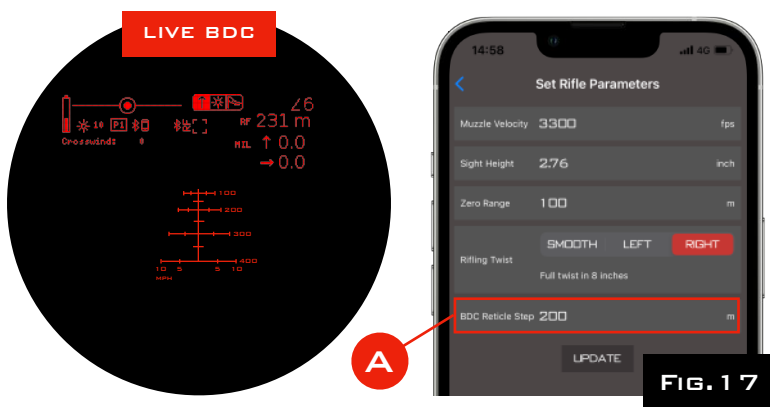 LIVE BDC
∠6
RF 231 m
☀ 10 P1
MIL ↑ 0.0
Crosswind: 0
→ 0.0
100
200
300
400
10 5 5 10
MPH
14:58
4G
Set Rifle Parameters
Muzzle Velocity 3300 fps
Sight Height 2.76 inch
Zero Range 100 m
SMOOTH LEFT RIGHT
Rifling Twist
Full twist in 8 inches
BDC Reticle Step 200 m
A
UPDATE
FIG.17